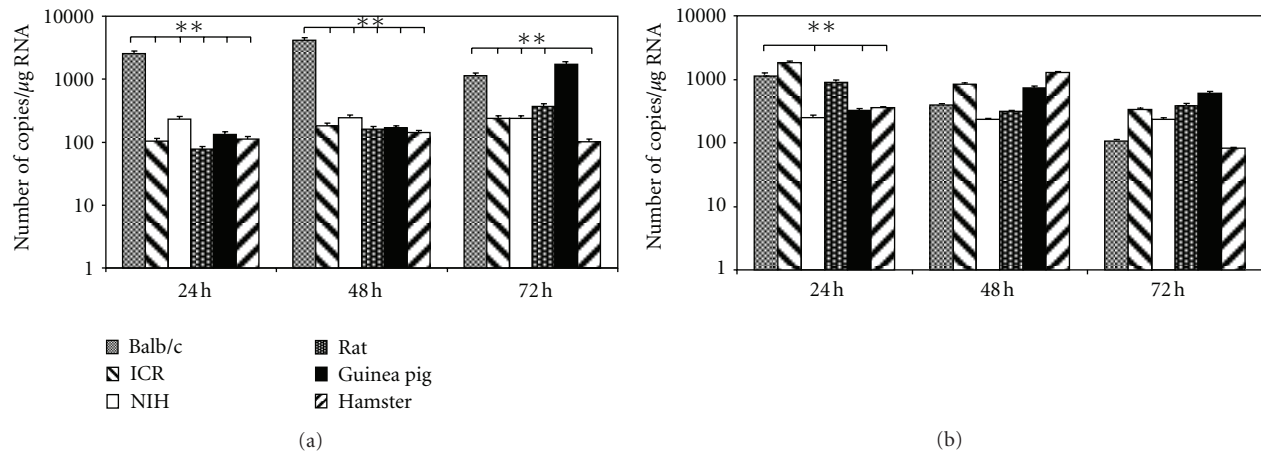 Number of copies/μg RNA
10000
1000
100
10
1
**
**
**
24 h
48 h
72 h
Balb/c
ICR
NIH
Rat
Guinea pig
Hamster
(a)
Number of copies/μg RNA
10000
1000
100
10
1
**
24 h
48 h
72 h
(b)